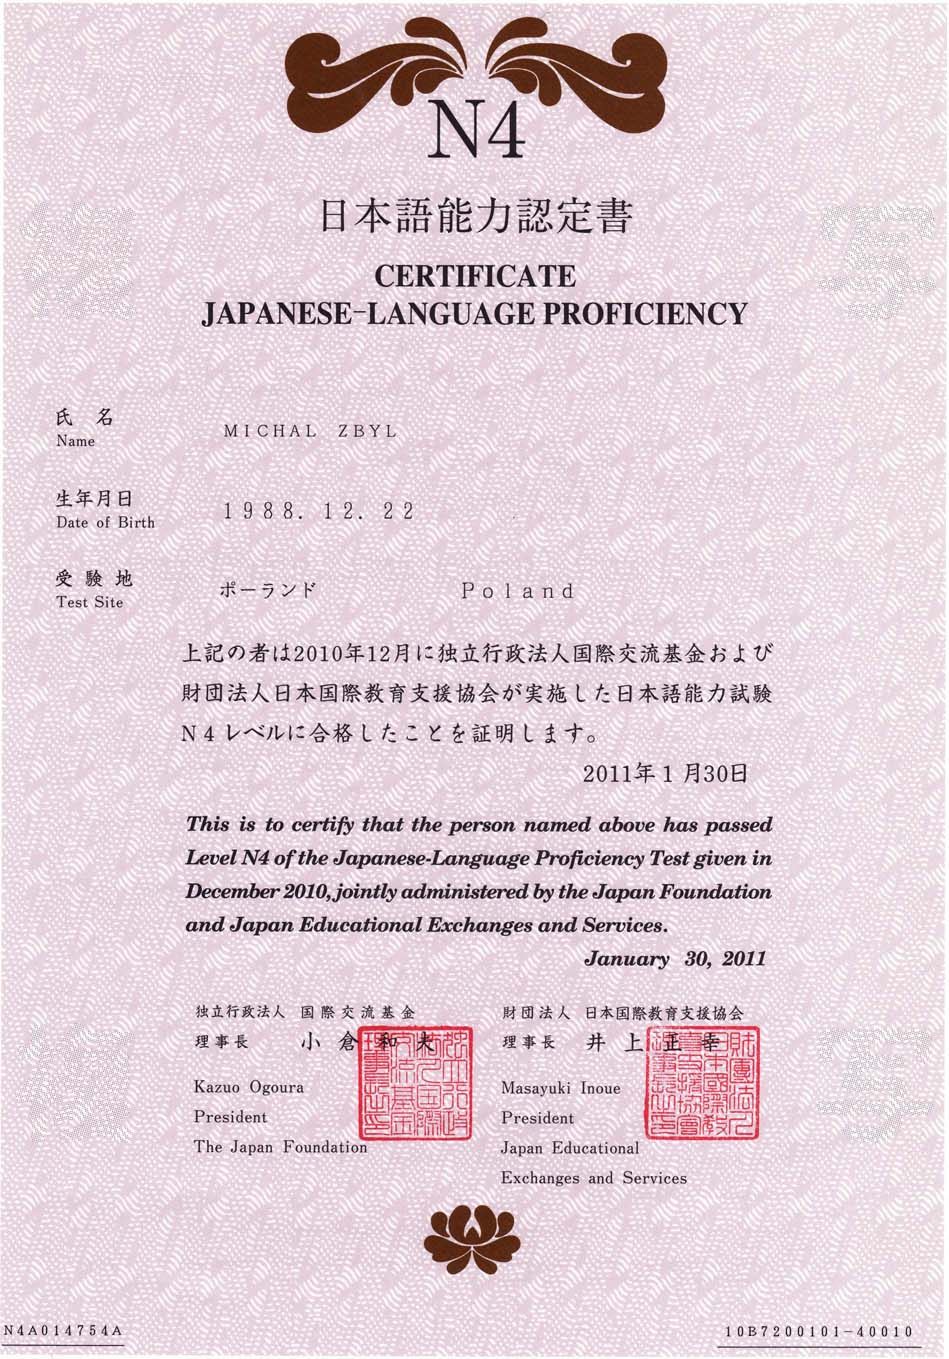 N4
日本語能力認定書
CERTIFICATE
JAPANESE-LANGUAGE PROFICIENCY
氏 名
Name
MICHAL ZBYL
生年月日
Date of Birth
1988. 12. 22
受 験 地
Test Site
ポーランド Poland
上記の者は2010年12月に独立行政法人国際交流基金および
財団法人日本国際教育支援協会が実施した日本語能力試験
N4レベルに合格したことを証明します。
2011年1月30日
This is to certify that the person named above has passed
Level N4 of the Japanese-Language Proficiency Test given in
December 2010, jointly administered by the Japan Foundation
and Japan Educational Exchanges and Services.
January 30, 2011
独立行政法人 国際交流基金
理事長 小倉和夫
Kazuo Ogoura
President
The Japan Foundation
財団法人 日本国際教育支援協会
理事長 井上正幸
Masayuki Inoue
President
Japan Educational
Exchanges and Services
N4A014754A
10B7200101-40010